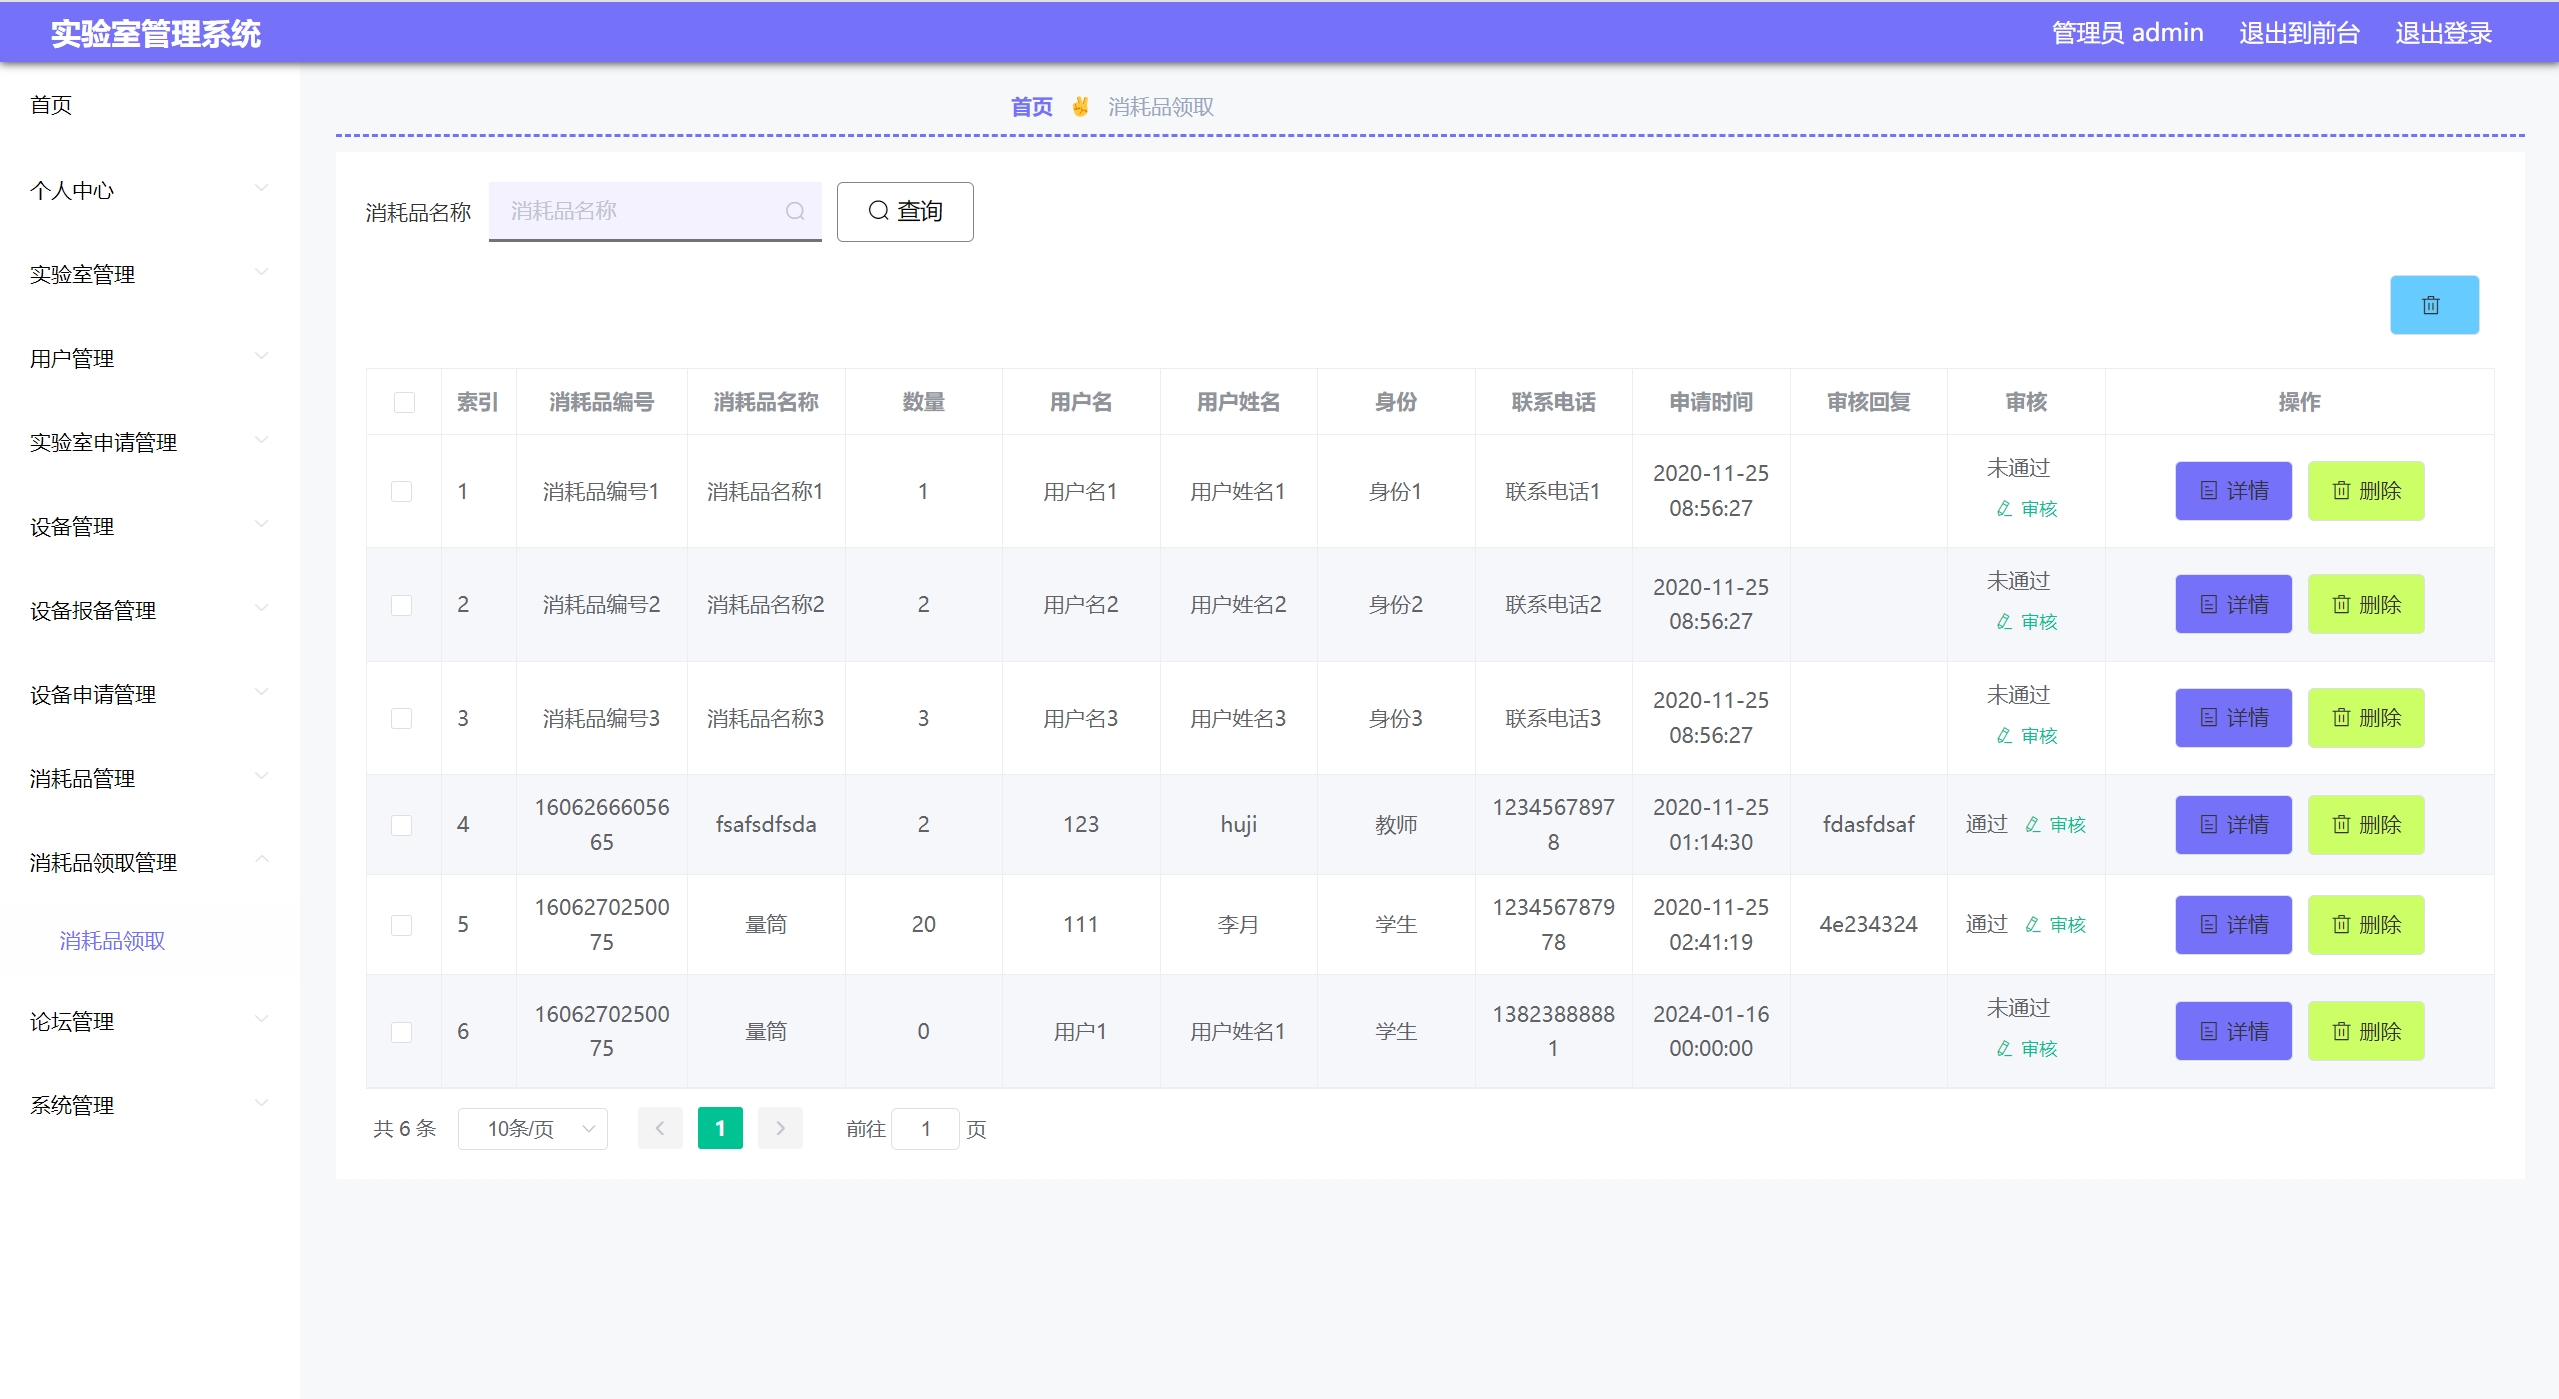 实验室管理系统
管理员 admin 退出到前台 退出登录
首页
个人中心
实验室管理
用户管理
实验室申请管理
设备管理
设备报备管理
设备申请管理
消耗品管理
消耗品领取管理
消耗品领取
论坛管理
系统管理
首页 ✌ 消耗品领取
消耗品名称 消耗品名称 查询
索引 消耗品编号 消耗品名称 数量 用户名 用户姓名 身份 联系电话 申请时间 审核回复 审核 操作
1 消耗品编号1 消耗品名称1 1 用户名1 用户姓名1 身份1 联系电话1 2020-11-25 未通过 详情 删除
08:56:27 审核
2 消耗品编号2 消耗品名称2 2 用户名2 用户姓名2 身份2 联系电话2 2020-11-25 未通过 详情 删除
08:56:27 审核
3 消耗品编号3 消耗品名称3 3 用户名3 用户姓名3 身份3 联系电话3 2020-11-25 未通过 详情 删除
08:56:27 审核
4 16062666056 fsafsdfsda 2 123 huji 教师 1234567897 2020-11-25 fdasfdsaf 通过 审核 详情 删除
65 8 01:14:30
5 16062702500 量筒 20 111 李月 学生 1234567879 2020-11-25 4e234324 通过 审核 详情 删除
75 78 02:41:19
6 16062702500 量筒 0 用户1 用户姓名1 学生 1382388888 2024-01-16 未通过 详情 删除
75 1 00:00:00 审核
共 6 条 10条/页 1 前往 1 页